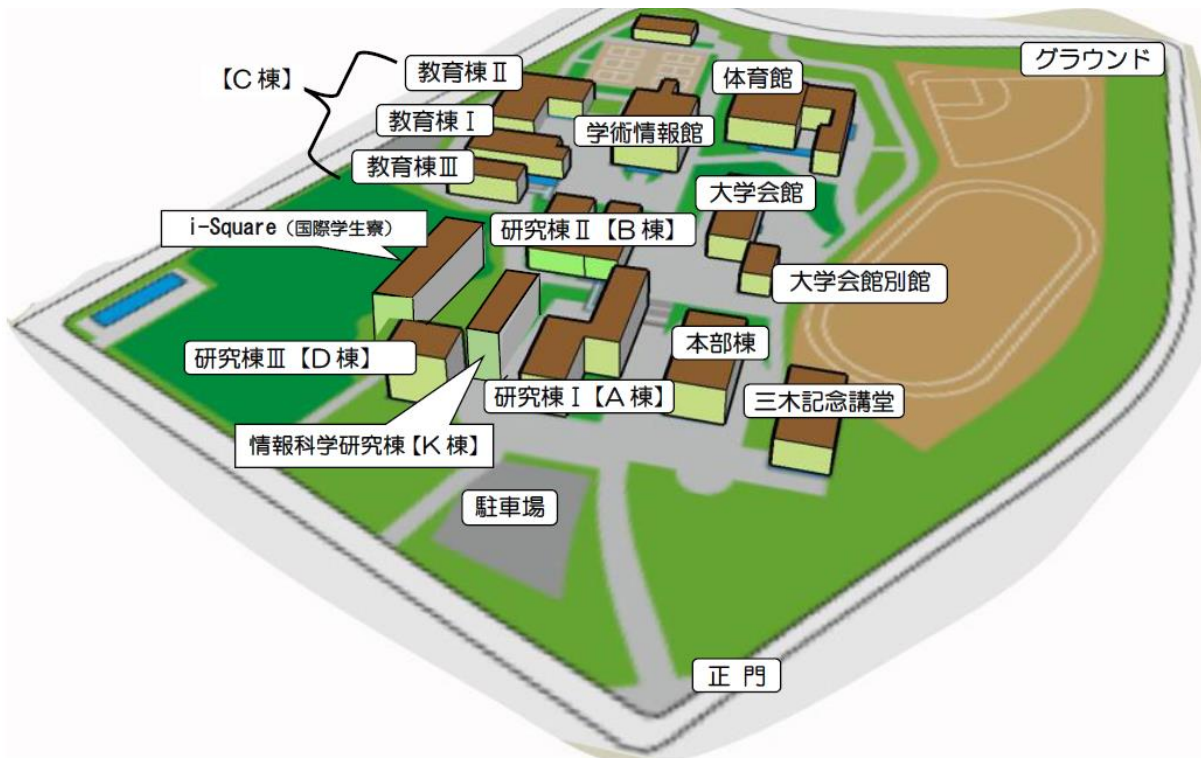 グラウンド
教育棟Ⅱ
体育館
【C棟】
教育棟Ⅰ
学術情報館
教育棟Ⅲ
大学会館
i-Square（国際学生寮）
研究棟Ⅱ【B棟】
大学会館別館
本部棟
研究棟Ⅲ【D棟】
研究棟Ⅰ【A棟】
三木記念講堂
情報科学研究棟【K棟】
駐車場
正 門